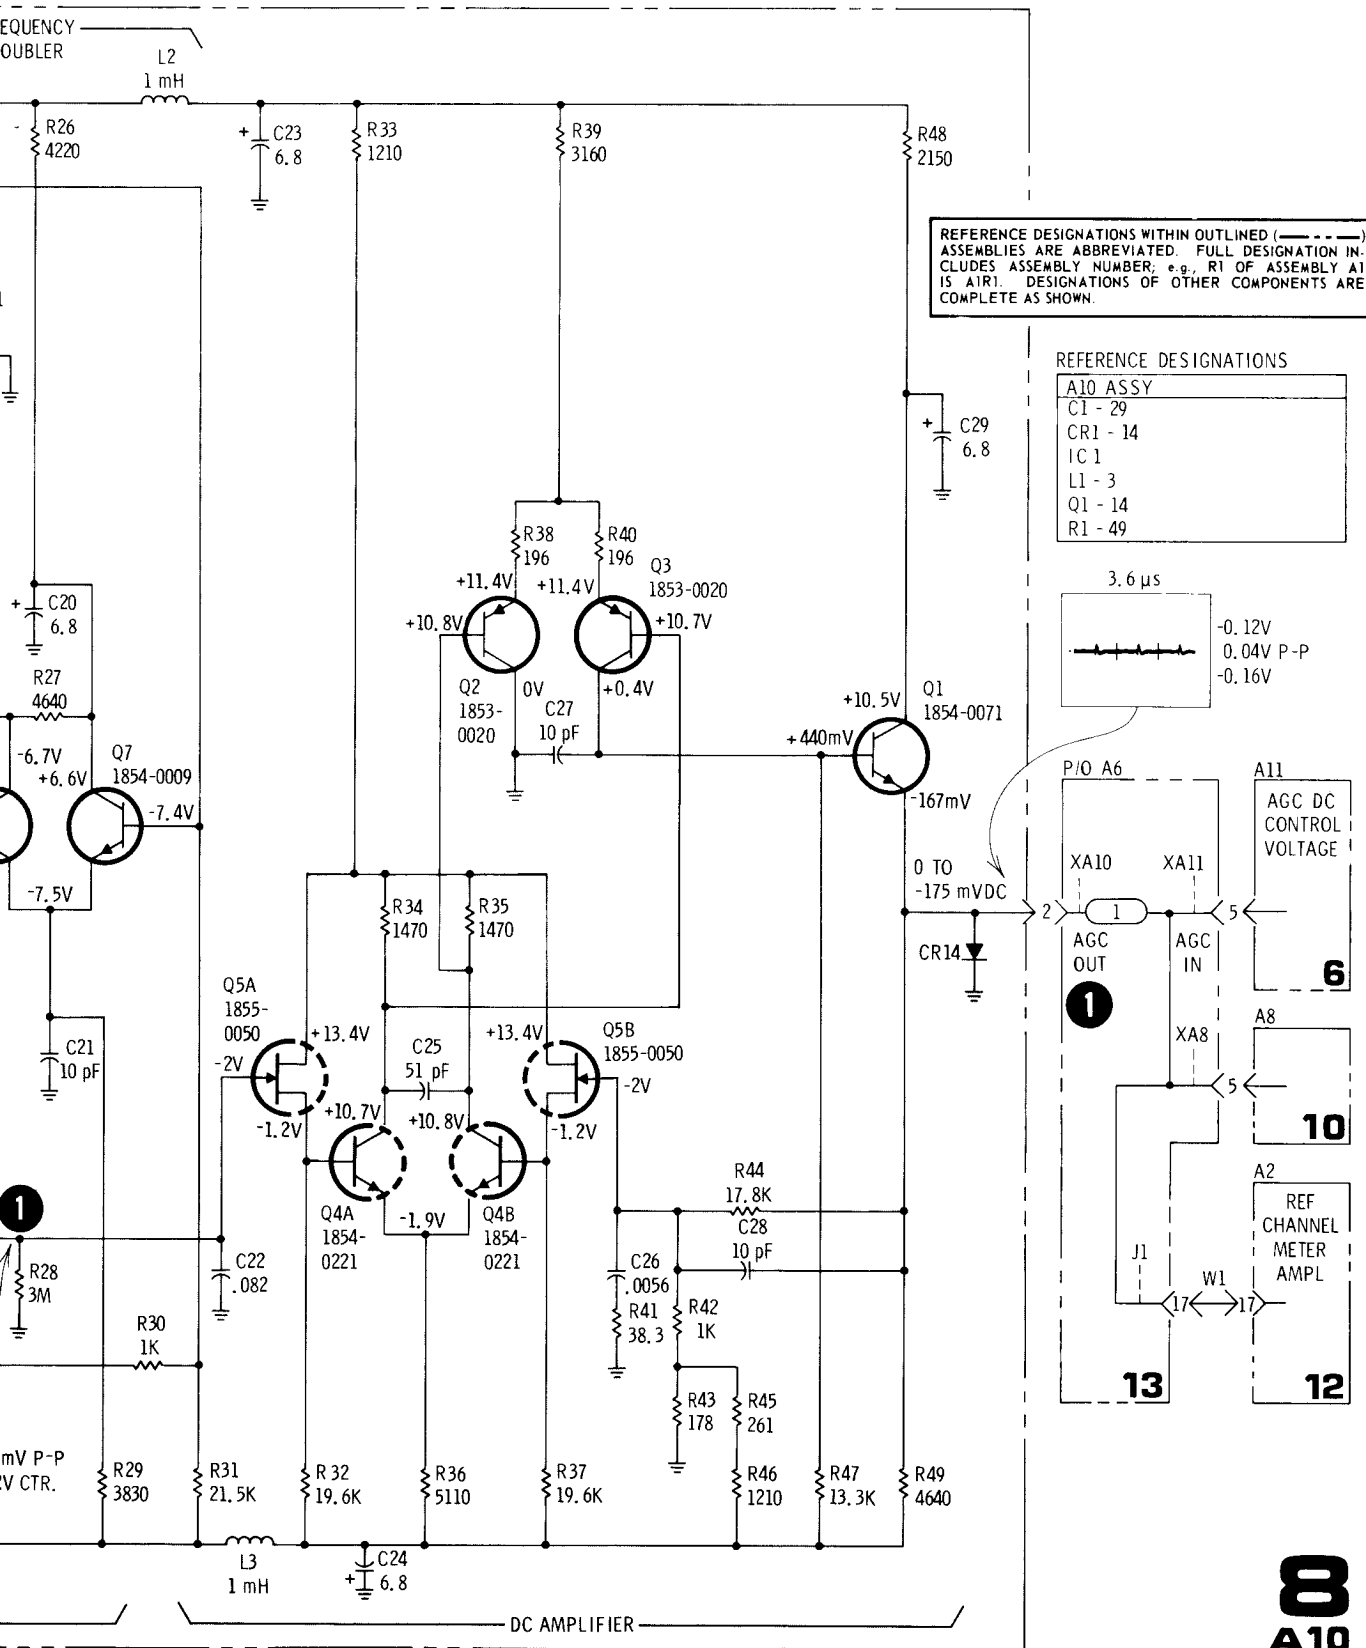 EQUENCY
OUBLER
L2
1 mH
R26
4220
C23
6.8
R33
1210
R39
3160
R48
2150
REFERENCE DESIGNATIONS WITHIN OUTLINED (
ASSEMBLIES ARE ABBREVIATED. FULL DESIGNATION IN-
CLUDES ASSEMBLY NUMBER; e.g., R1 OF ASSEMBLY A1
IS A1R1. DESIGNATIONS OF OTHER COMPONENTS ARE
COMPLETE AS SHOWN.
REFERENCE DESIGNATIONS
A10 ASSY
C1 - 29
CR1 - 14
IC 1
L1 - 3
Q1 - 14
R1 - 49
C29
6.8
R38
196
R40
196
+11.4V
+11.4V
Q3
1853-0020
+10.8V
+10.7V
Q2
1853-
0020
0V
+0.4V
C27
10 pF
3.6 µs
-0.12V
0.04V P-P
-0.16V
C20
6.8
R27
4640
-6.7V
+6.6V
Q7
1854-0009
-7.4V
-7.5V
+10.5V
Q1
1854-0071
+440mV
-167mV
0 TO
-175 mVDC
P/O A6
XA10
XA11
2
1
5
AGC
OUT
AGC
IN
1
A11
AGC DC
CONTROL
VOLTAGE
6
CR14
R34
1470
R35
1470
Q5A
1855-
0050
+13.4V
-2V
-1.2V
C25
51 pF
+13.4V
Q5B
1855-0050
-2V
-1.2V
+10.7V
+10.8V
C21
10 pF
A8
XA8
5
10
Q4A
1854-
0221
-1.9V
Q4B
1854-
0221
R44
17.8K
C28
10 pF
1
R28
3M
C22
.082
C26
.0056
R41
38.3
R42
1K
A2
REF
CHANNEL
METER
AMPL
J1
W1
17
17
13
12
R30
1K
R43
178
R45
261
mV P-P
V CTR.
R29
3830
R31
21.5K
R32
19.6K
R36
5110
R37
19.6K
R46
1210
R47
13.3K
R49
4640
L3
1 mH
C24
6.8
DC AMPLIFIER
8
A10